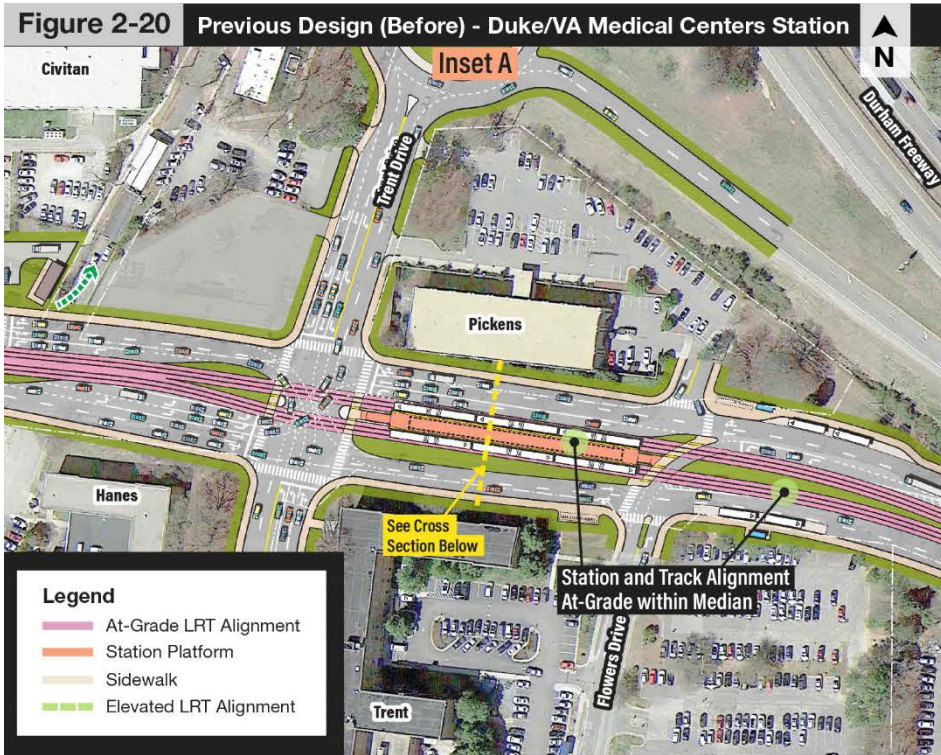 Figure 2-20
Previous Design (Before) - Duke/VA Medical Centers Station
N
Inset A
Civitan
Durham Freeway
Trent Drive
Pickens
Hanes
See Cross
Section Below
Station and Track Alignment
At-Grade within Median
Flowers Drive
Trent
Legend
At-Grade LRT Alignment
Station Platform
Sidewalk
Elevated LRT Alignment